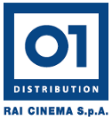 01
DISTRIBUTION
RAI CINEMA S.p.A.